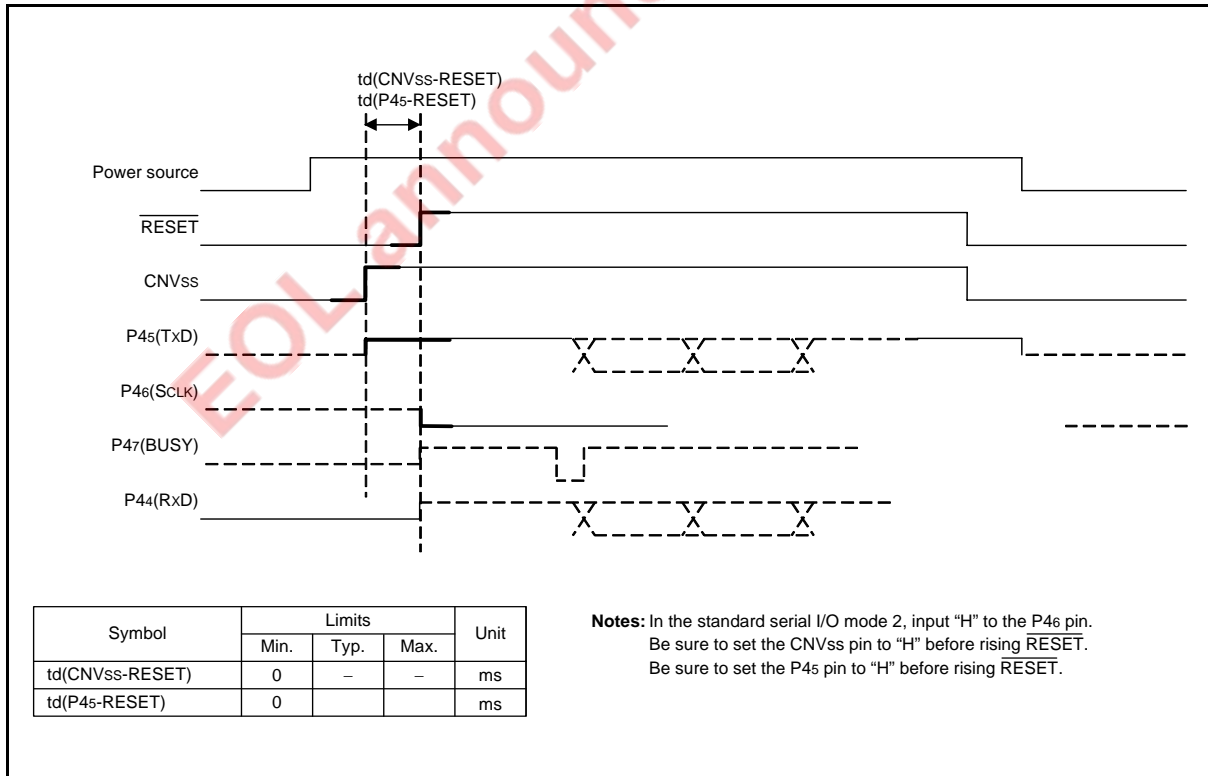 td(CNVss-RESET)
td(P45-RESET)
Power source
RESET
CNVss
P45(TxD)
P46(SCLK)
P47(BUSY)
P44(RxD)
EOL announ
Symbol
Limits
Unit
Min.
Typ.
Max.
td(CNVss-RESET)
0
–
–
ms
td(P45-RESET)
0
ms
Notes: In the standard serial I/O mode 2, input “H” to the P46 pin.
Be sure to set the CNVss pin to “H” before rising RESET.
Be sure to set the P45 pin to “H” before rising RESET.